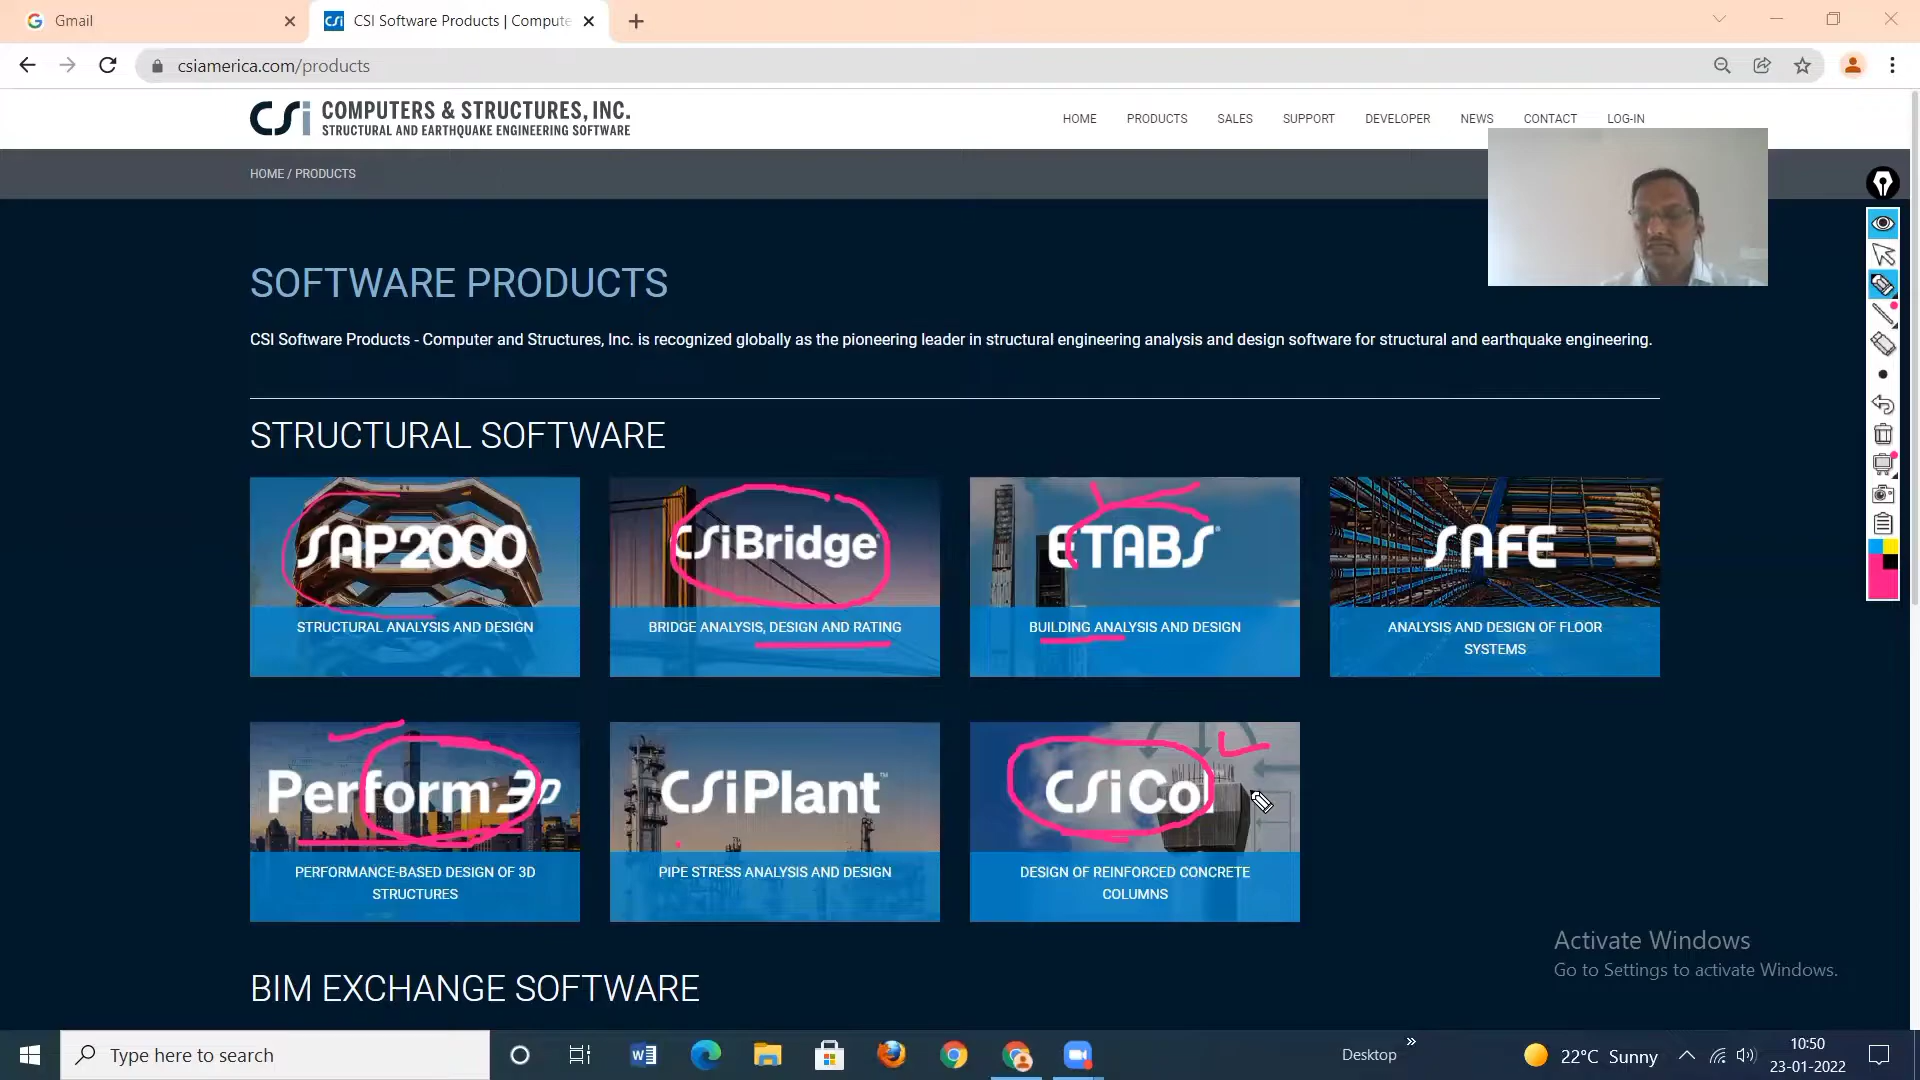 Gmail
CSI Software Products | Compute
csiamerica.com/products
CSi COMPUTERS & STRUCTURES, INC.
STRUCTURAL AND EARTHQUAKE ENGINEERING SOFTWARE
HOME PRODUCTS SALES SUPPORT DEVELOPER NEWS CONTACT LOG-IN
HOME / PRODUCTS
SOFTWARE PRODUCTS
CSI Software Products - Computer and Structures, Inc. is recognized globally as the pioneering leader in structural engineering analysis and design software for structural and earthquake engineering.
STRUCTURAL SOFTWARE
SAP2000
STRUCTURAL ANALYSIS AND DESIGN
CSiBridge
BRIDGE ANALYSIS, DESIGN AND RATING
ETABS
BUILDING ANALYSIS AND DESIGN
SAFE
ANALYSIS AND DESIGN OF FLOOR
SYSTEMS
Perform3D
PERFORMANCE-BASED DESIGN OF 3D
STRUCTURES
CSiPlant
PIPE STRESS ANALYSIS AND DESIGN
CSiCol
DESIGN OF REINFORCED CONCRETE
COLUMNS
BIM EXCHANGE SOFTWARE
Activate Windows
Go to Settings to activate Windows.
Type here to search
Desktop
22°C Sunny
10:50
23-01-2022